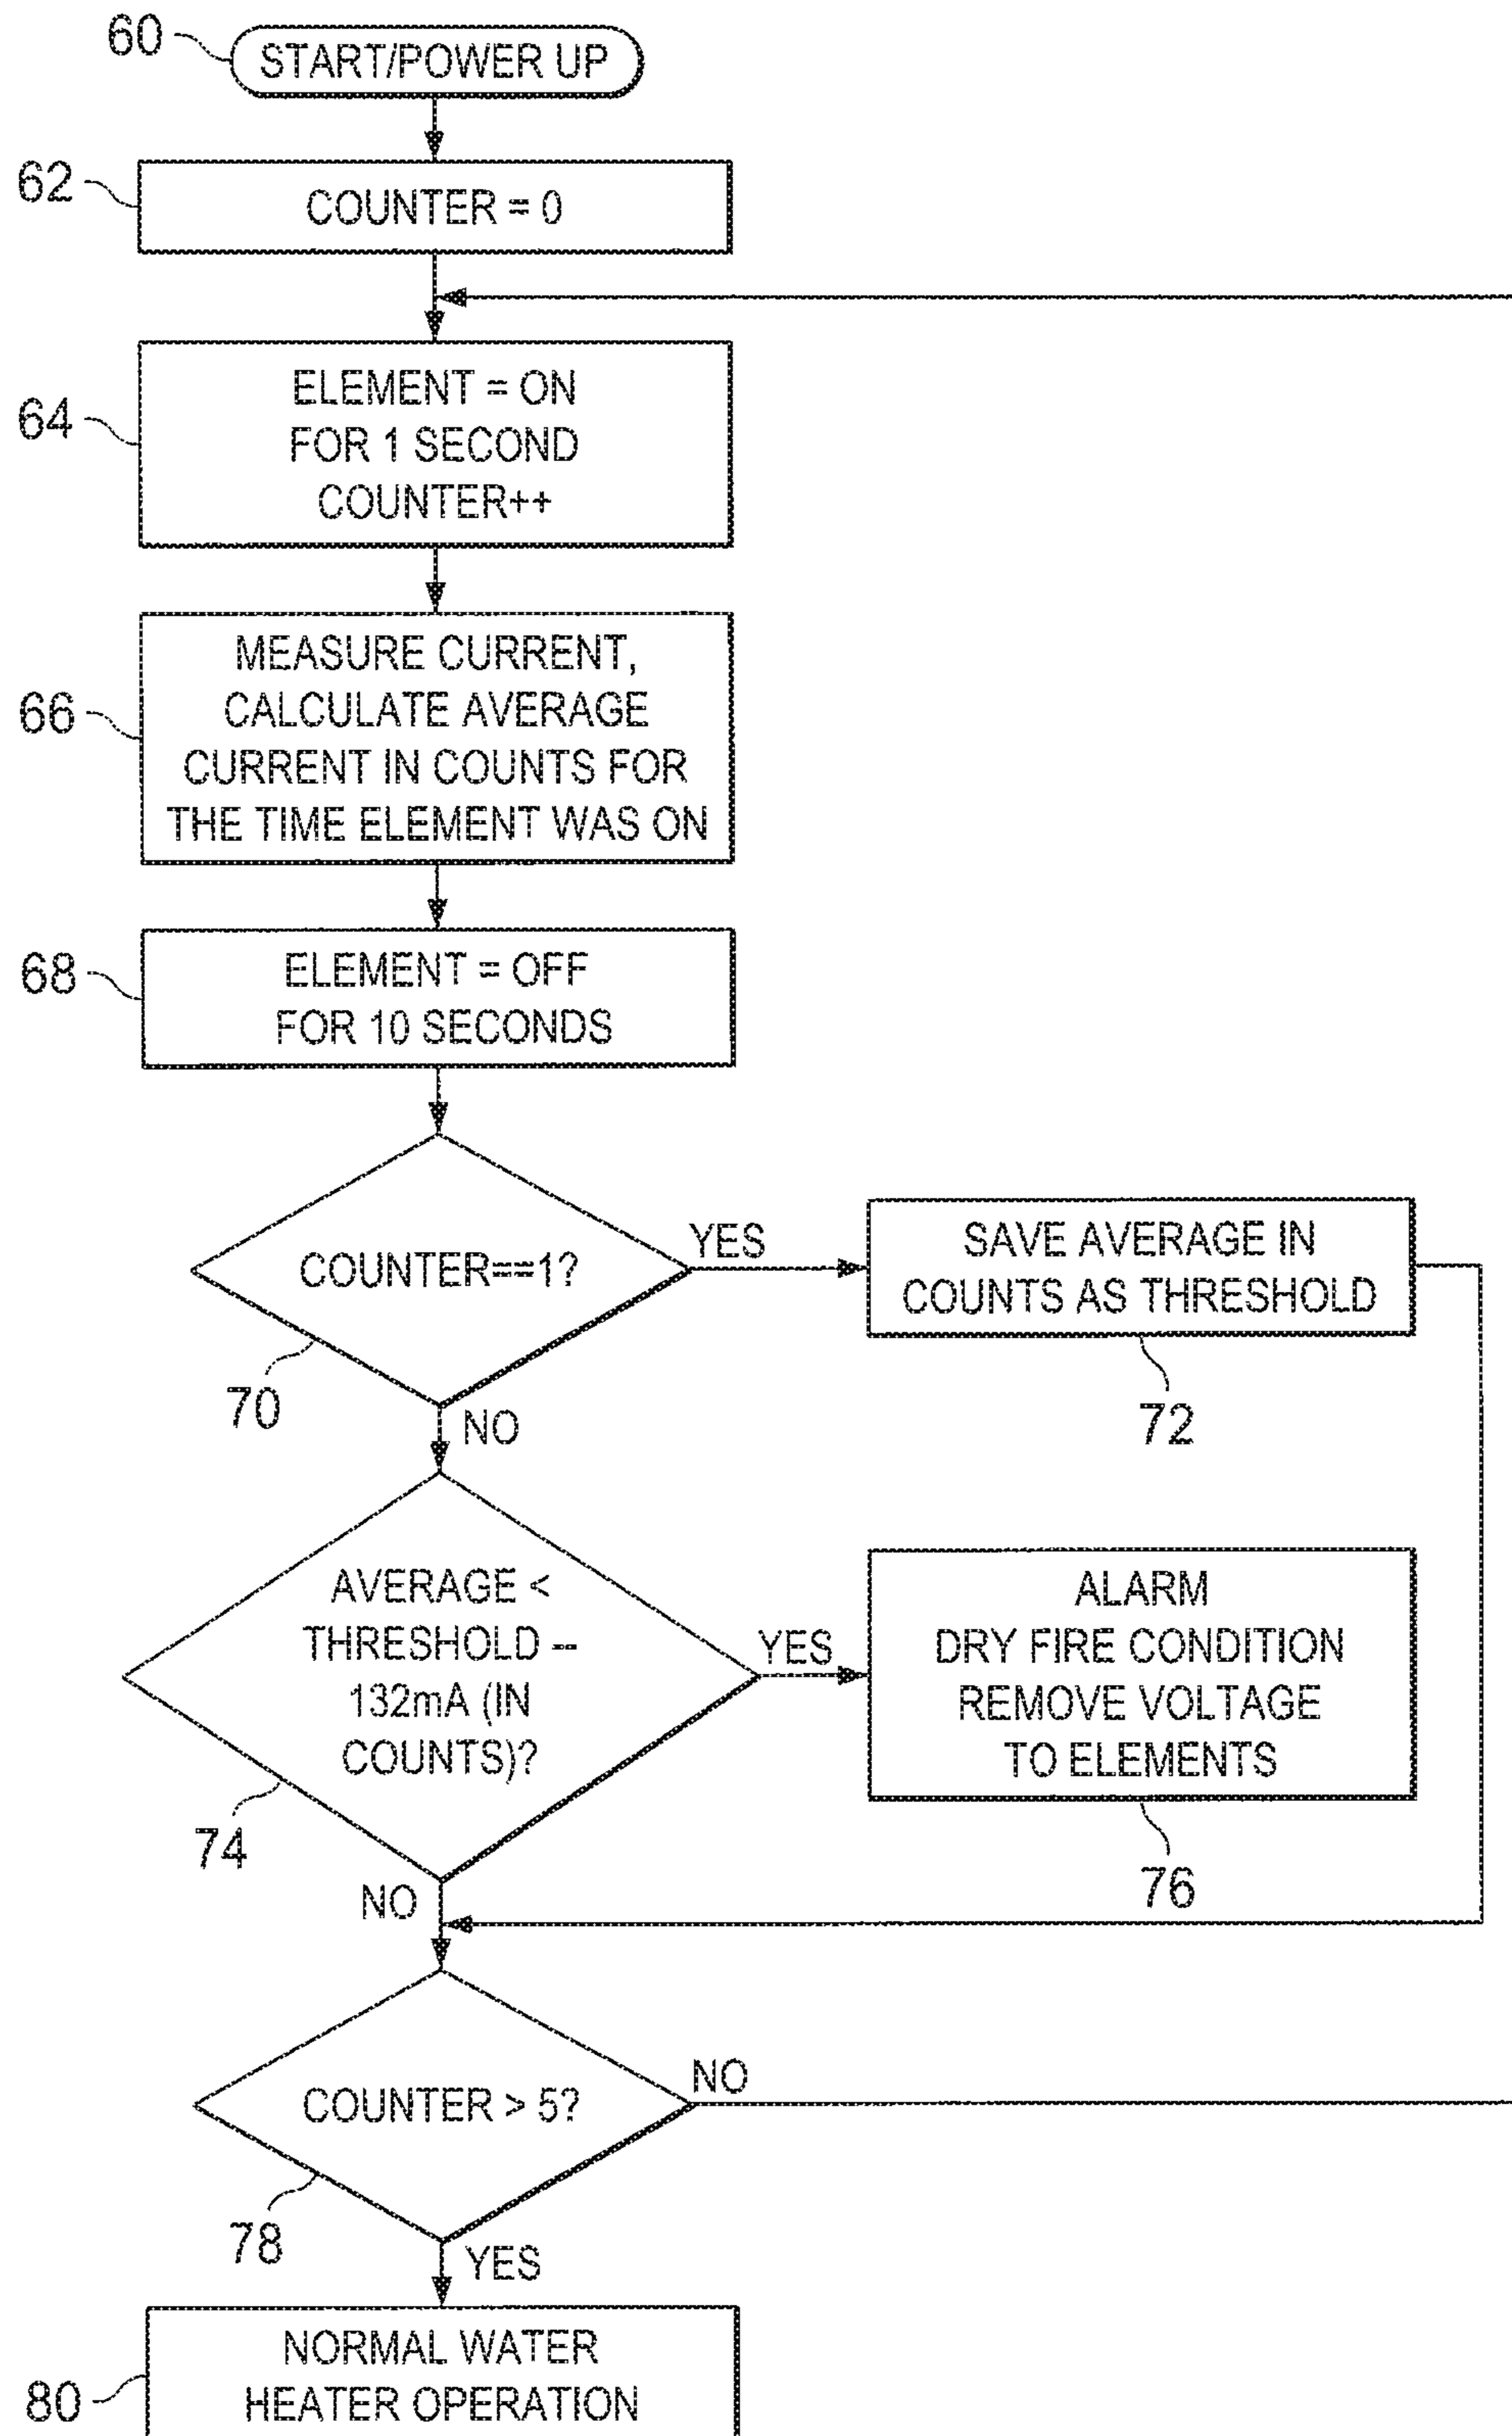 60
START/POWER UP
62
COUNTER = 0
64
ELEMENT = ON
FOR 1 SECOND
COUNTER++
66
MEASURE CURRENT,
CALCULATE AVERAGE
CURRENT IN COUNTS FOR
THE TIME ELEMENT WAS ON
68
ELEMENT = OFF
FOR 10 SECONDS
COUNTER==1?
YES
70
NO
SAVE AVERAGE IN
COUNTS AS THRESHOLD
72
AVERAGE <
THRESHOLD --
132mA (IN
COUNTS)?
YES
74
NO
ALARM
DRY FIRE CONDITION
REMOVE VOLTAGE
TO ELEMENTS
76
COUNTER > 5?
NO
78
YES
80
NORMAL WATER
HEATER OPERATION